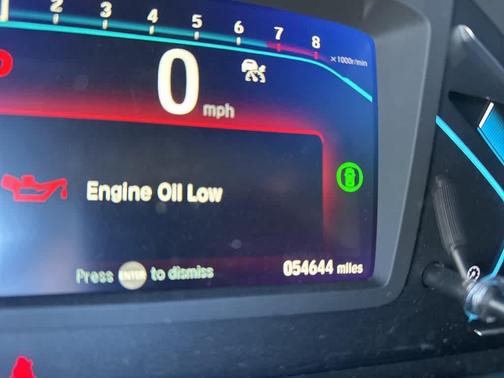 1 2 3 4 5 6 7 8
×1000r/min
0
mph
Engine Oil Low
Press ENTER to dismiss
054644 miles